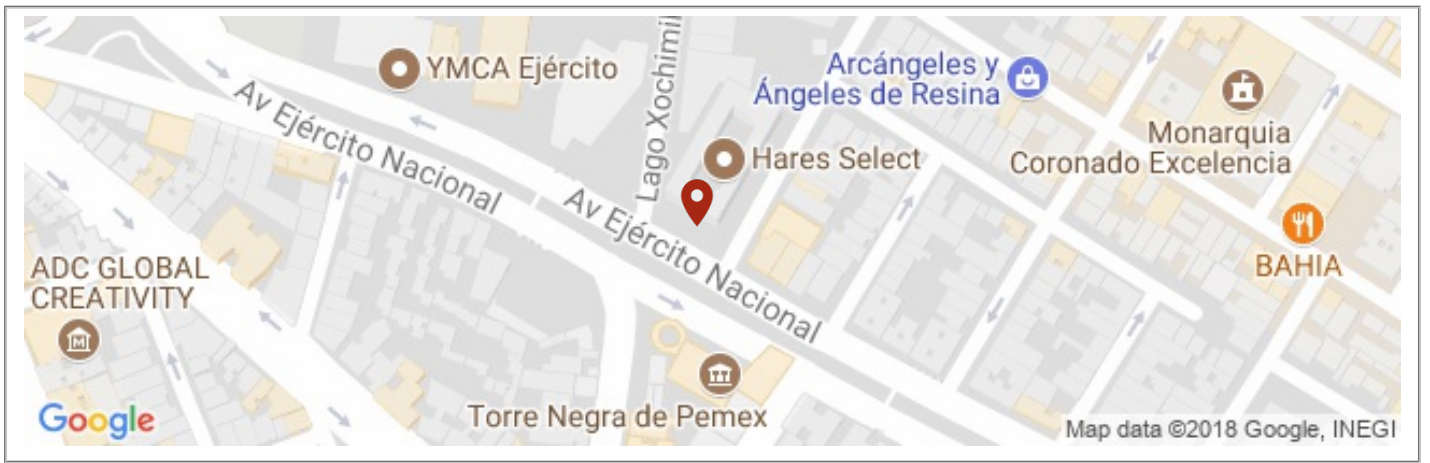 YMCA Ejército
Lago Xochimil
Arcángeles y
Ángeles de Resina
Av Ejército Nacional
Monarquia
Coronado Excelencia
Hares Select
Av Ejército Nacional
BAHIA
ADC GLOBAL
CREATIVITY
M
Torre Negra de Pemex
Google
Map data ©2018 Google, INEGI